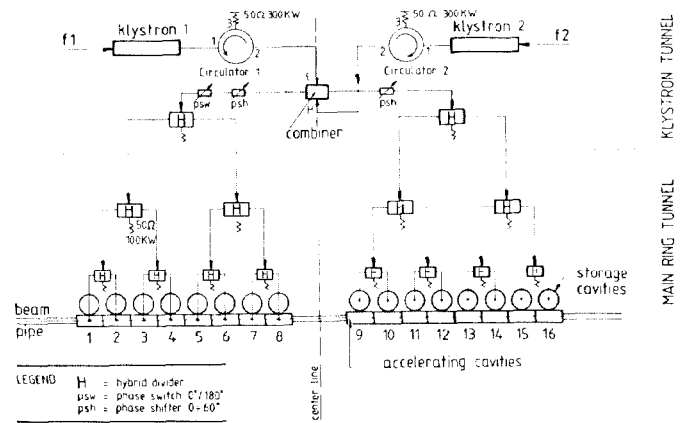 50Ω 300KW
50Ω 300KW
f1
klystron 1
klystron 2
f2
3
3
1
2
2
1
Circulator 1
Circulator 2
psw
psh
psh
combiner
H
H
H
H
H
H
H
50Ω
100KW
H
H
H
H
storage
cavities
beam
pipe
1 2 3 4 5 6 7 8
9 10 11 12 13 14 15 16
accelerating cavities
center line
KLYSTRON TUNNEL
MAIN RING TUNNEL
LEGEND
H = hybrid divider
psw = phase switch 0°/180°
psh = phase shifter 0÷60°